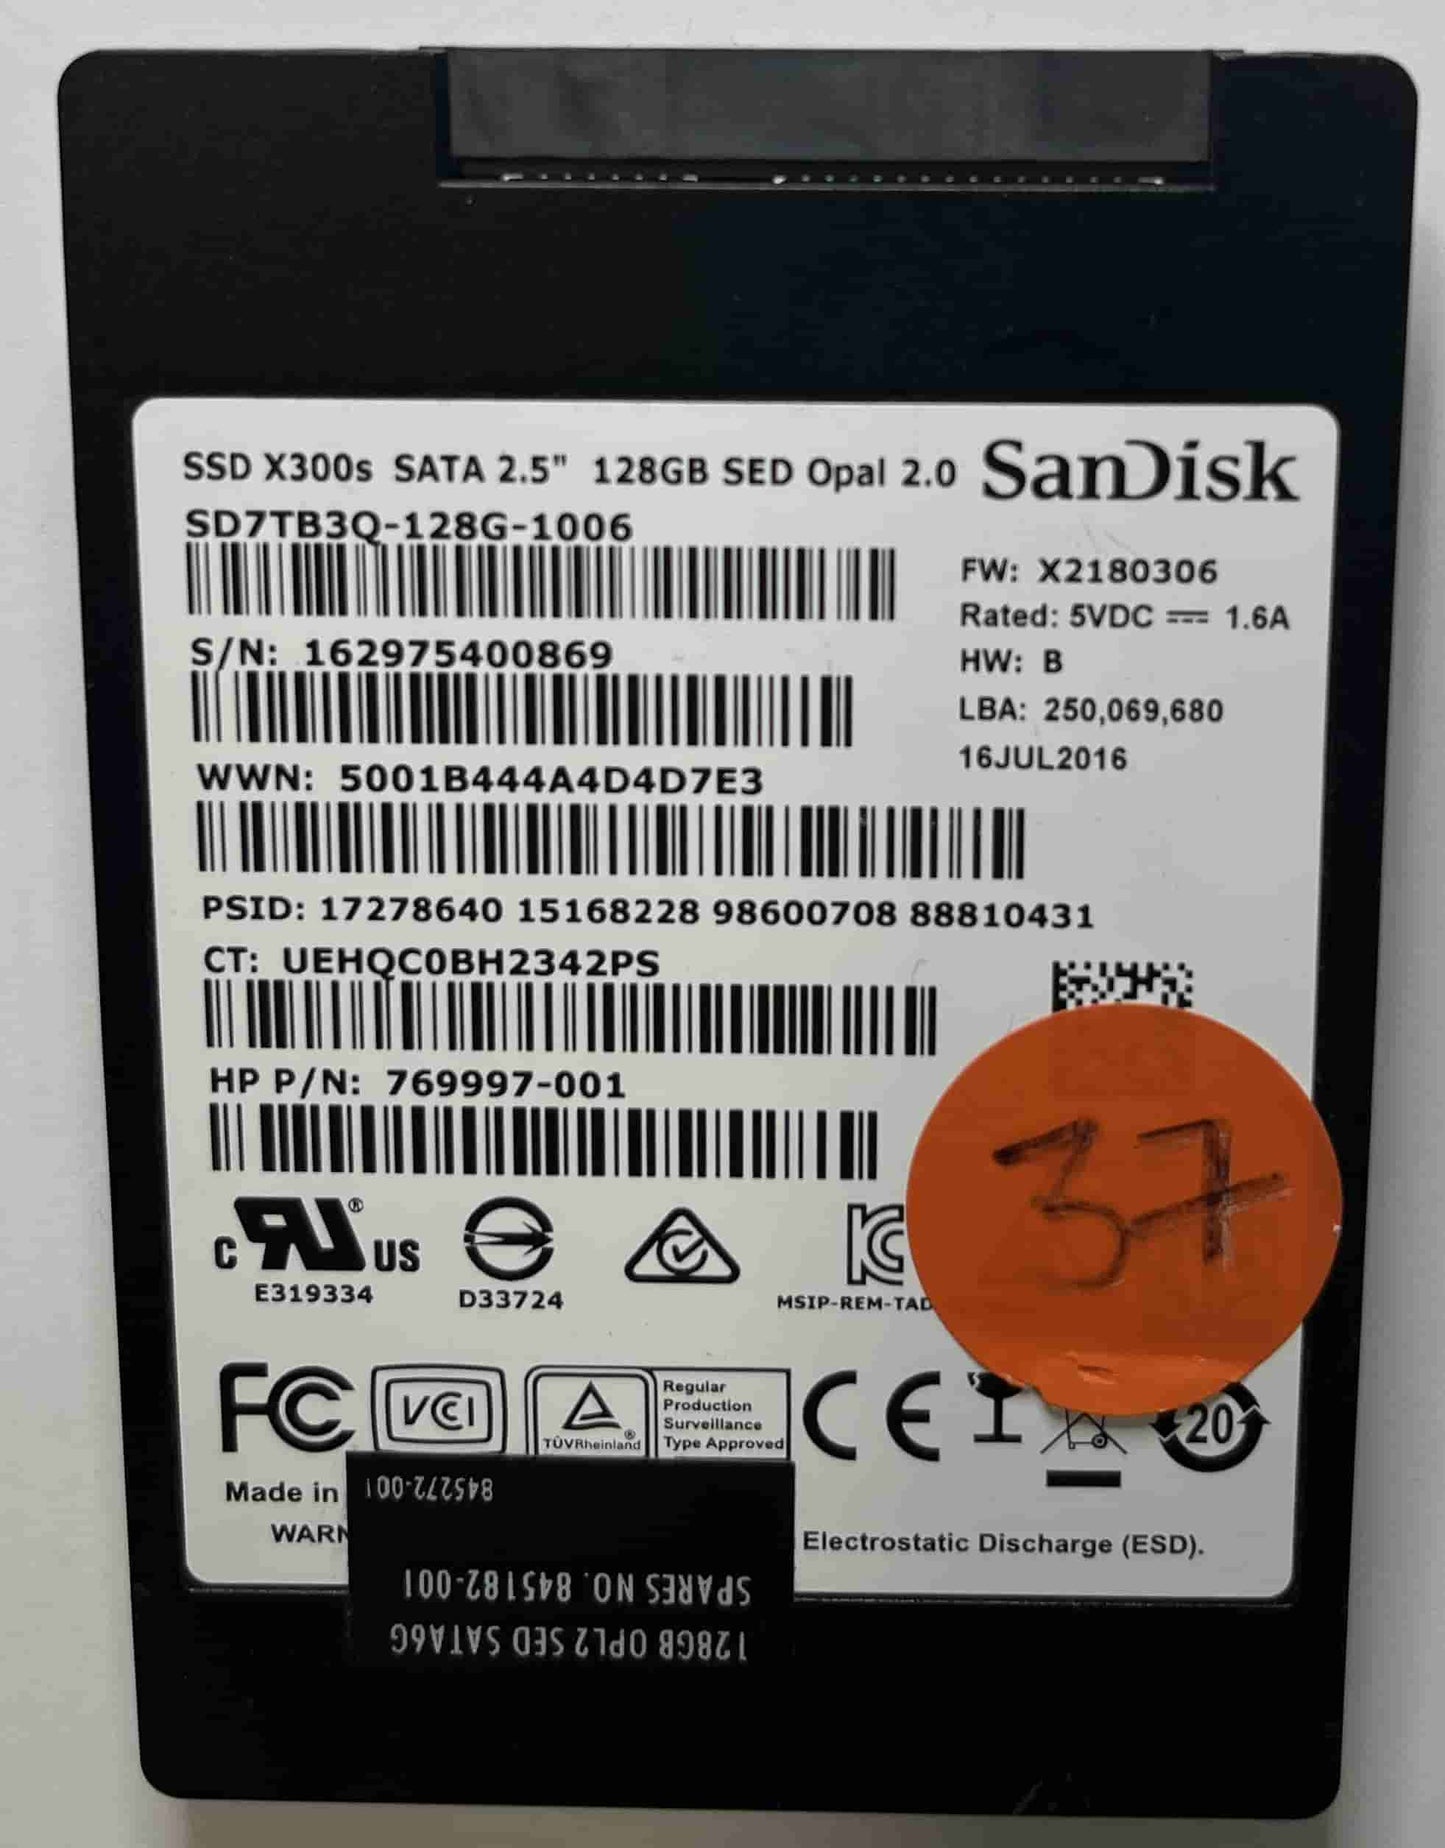 SSD X300s SATA 2.5" 128GB SED Opal 2.0 SanDisk
SD7TB3Q-128G-1006
FW: X2180306
Rated: 5VDC ⎓ 1.6A
S/N: 162975400869
HW: B
LBA: 250,069,680
16JUL2016
WWN: 5001B444A4D4D7E3
PSID: 17278640 15168228 98600708 88810431
CT: UEHQC0BH2342PS
HP P/N: 769997-001
37
c RU ® US
E319334
D33724
KC
MSIP-REM-TAD
FC
VCI
TÜVRheinland ®
Regular
Production
Surveillance
Type Approved
CE
20
Made in
WARN
Electrostatic Discharge (ESD).
128GB OPL2 SED SATA6G
SPARES NO. 845182-001
845272-001